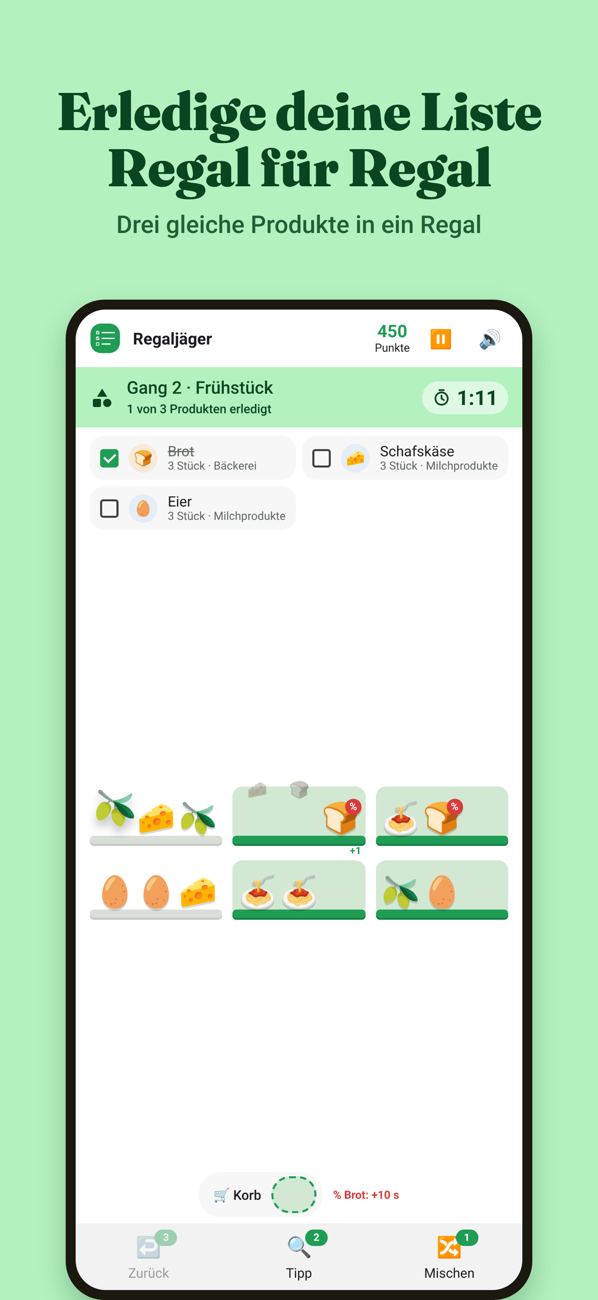 Erledige deine Liste
Regal für Regal
Drei gleiche Produkte in ein Regal
Regaljäger
450
Punkte
Gang 2 · Frühstück
1 von 3 Produkten erledigt
1:11
Brot
3 Stück · Bäckerei
Schafskäse
3 Stück · Milchprodukte
Eier
3 Stück · Milchprodukte
%
%
+1
Korb
% Brot: +10 s
3
Zurück
2
Tipp
1
Mischen